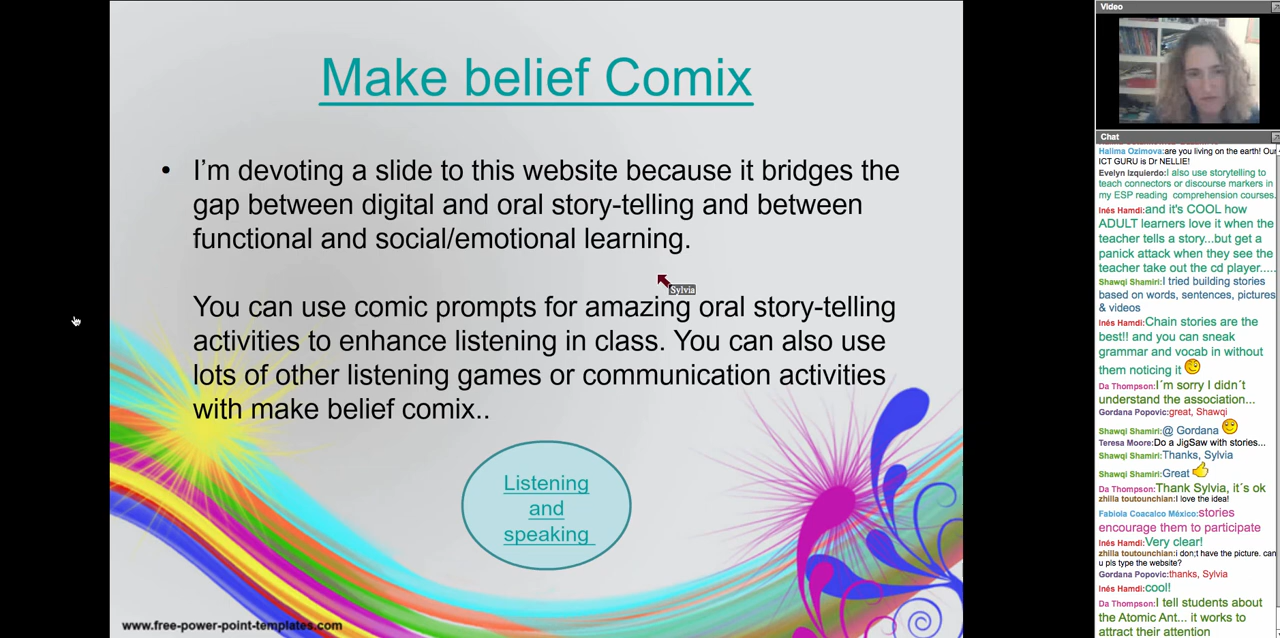 Make belief Comix
• I'm devoting a slide to this website because it bridges the
gap between digital and oral story-telling and between
functional and social/emotional learning.
Sylvia
You can use comic prompts for amazing oral story-telling
activities to enhance listening in class. You can also use
lots of other listening games or communication activities
with make belief comix..
Listening
and
speaking
www.free-power-point-templates.com
Video
Chat
Halima Ozimova:are you living on the earth! Our
ICT GURU is Dr NELLIE!
Evelyn Izquierdo:I also use storytelling to
teach connectors or discourse markers in
my ESP reading comprehension courses.
Inés Hamdi:and it's COOL how
ADULT learners love it when the
teacher tells a story...but get a
panick attack when they see the
teacher take out the cd player.....
Shawqi Shamiri:I tried building stories
based on words, sentences, pictures
& videos
Inés Hamdi:Chain stories are the
best!! and you can sneak
grammar and vocab in without
them noticing it
Da Thompson:I´m sorry I didn´t
understand the association...
Gordana Popovic:great, Shawqi
Shawqi Shamiri:@ Gordana
Teresa Moore:Do a JigSaw with stories...
Shawqi Shamiri:Thanks, Sylvia
Shawqi Shamiri:Great
Da Thompson:Thank Sylvia, it´s ok
zhilla toutounchian:I love the idea!
Fabiola Coacalco México:stories
encourage them to participate
Inés Hamdi:Very clear!
zhilla toutounchian:i don;t have the picture. can
u pls type the website?
Gordana Popovic:thanks, Sylvia
Inés Hamdi:cool!
Da Thompson:I tell students about
the Atomic Ant... it works to
attract their attention